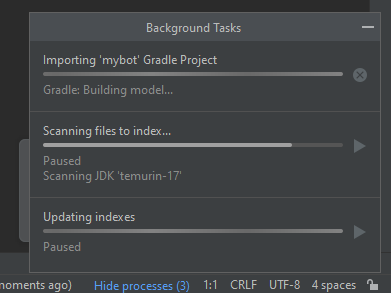 Background Tasks
Importing 'mybot' Gradle Project
Gradle: Building model...
Scanning files to index...
Paused
Scanning JDK 'temurin-17'
Updating indexes
Paused
moments ago) Hide processes (3) 1:1 CRLF UTF-8 4 spaces